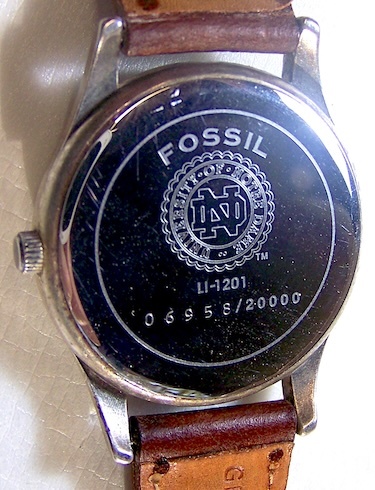 FOSSIL
UNIVERSITY · OF · NOTRE DAME
ND
TM
LI-1201
06958/20000